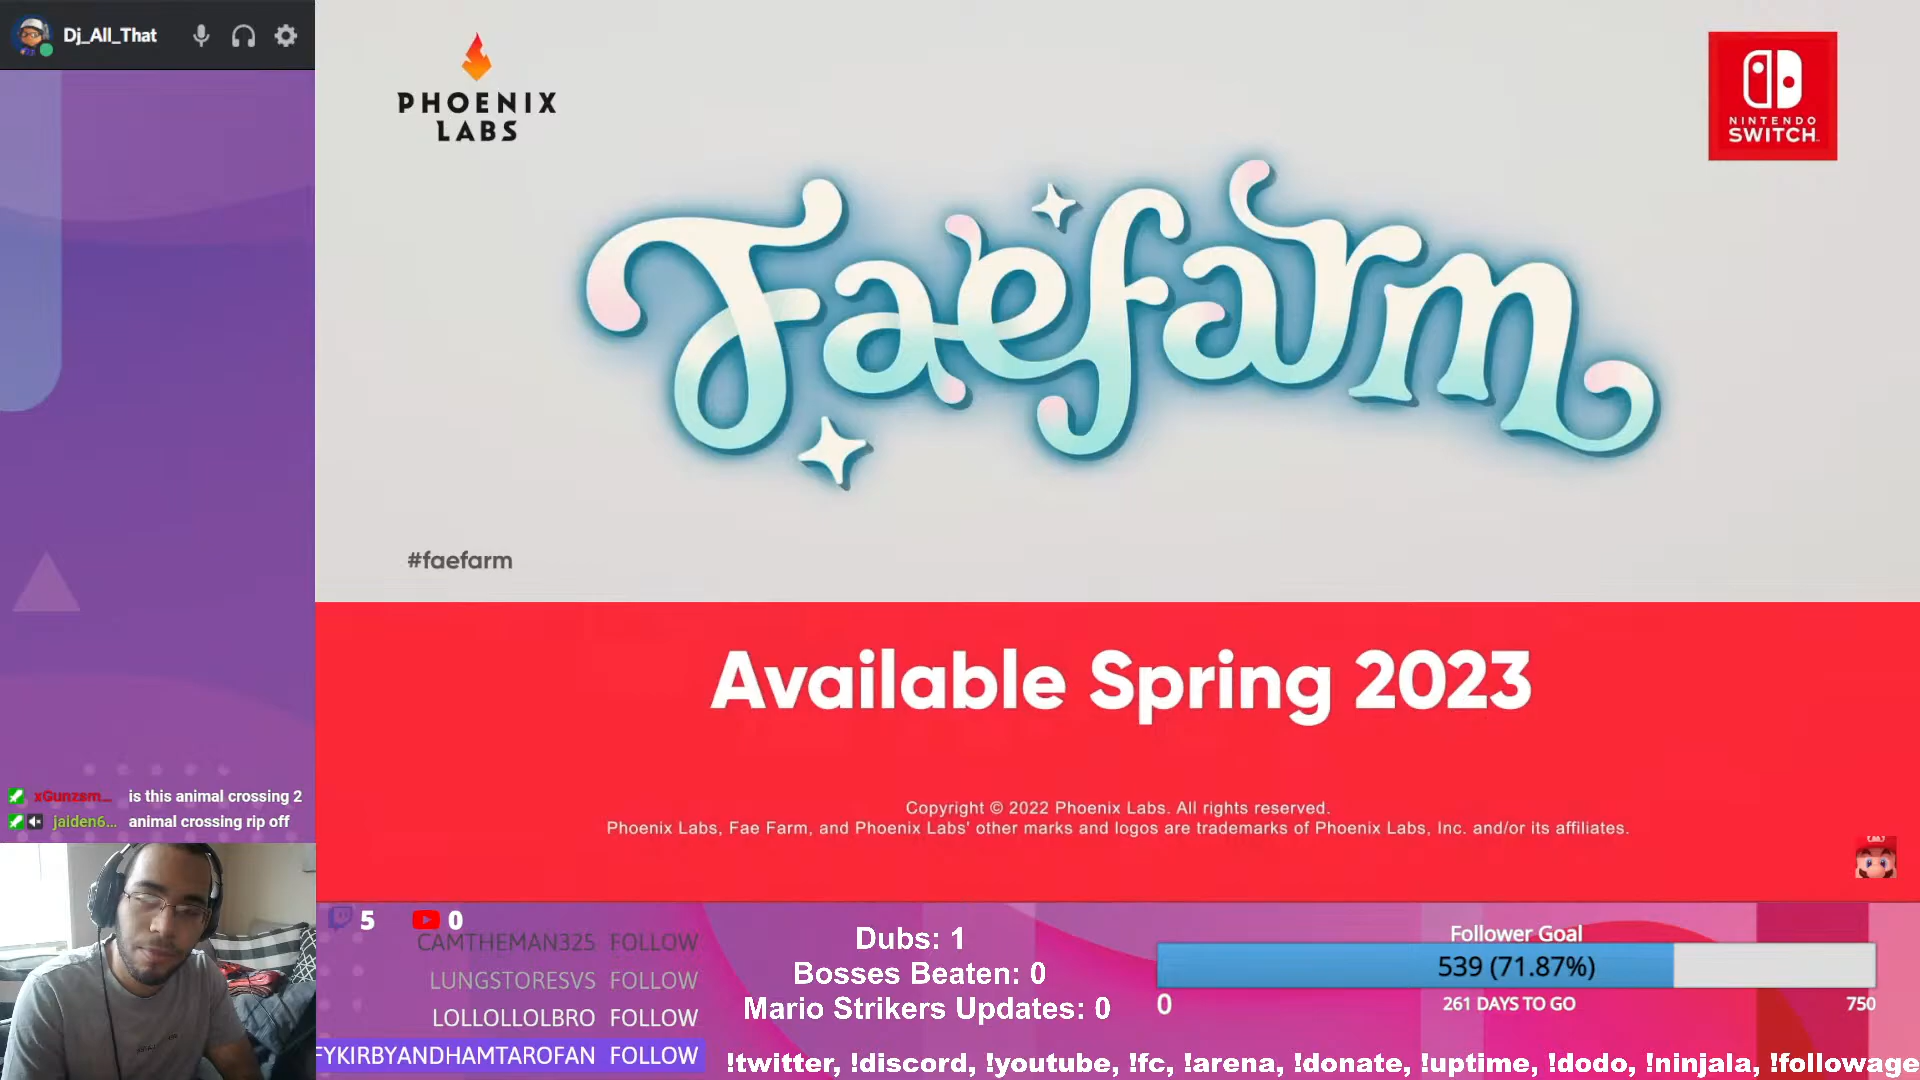 Dj_All_That
PHOENIX
LABS
NINTENDO
SWITCH
Faefarm
#faefarm
Available Spring 2023
Copyright © 2022 Phoenix Labs. All rights reserved.
Phoenix Labs, Fae Farm, and Phoenix Labs' other marks and logos are trademarks of Phoenix Labs, Inc. and/or its affiliates.
xGunzsm... is this animal crossing 2
jaiden6... animal crossing rip off
5 0
CAMTHEMAN325 FOLLOW
LUNGSTORESVS FOLLOW
LOLLOLLOLBRO FOLLOW
FYKIRBYANDHAMTAROFAN FOLLOW
Dubs: 1
Bosses Beaten: 0
Mario Strikers Updates: 0
Follower Goal
539 (71.87%)
0 261 DAYS TO GO 750
!twitter, !discord, !youtube, !fc, !arena, !donate, !uptime, !dodo, !ninjala, !followage